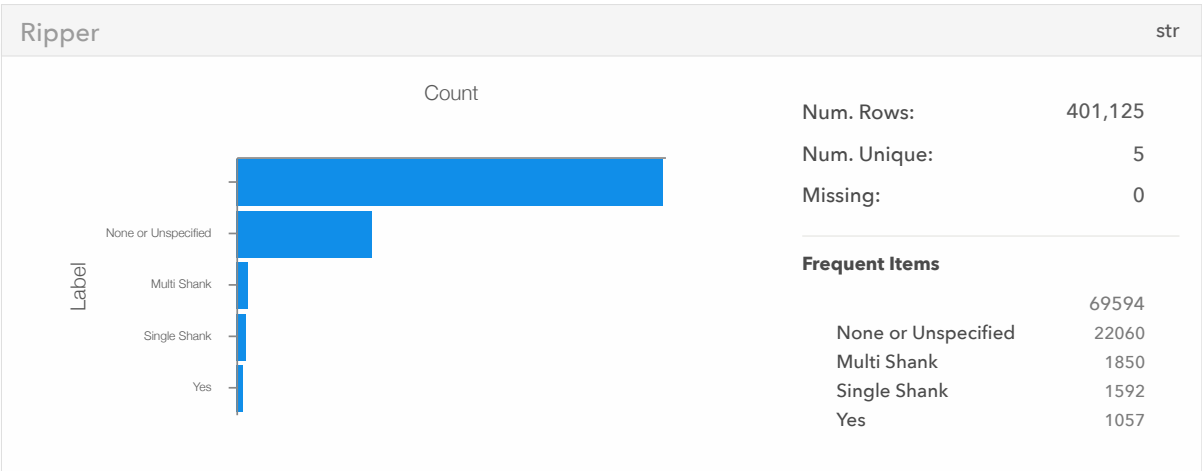 Ripper
str
Count
Label
None or Unspecified
Multi Shank
Single Shank
Yes
Num. Rows: 401,125
Num. Unique: 5
Missing: 0
Frequent Items
69594
None or Unspecified 22060
Multi Shank 1850
Single Shank 1592
Yes 1057